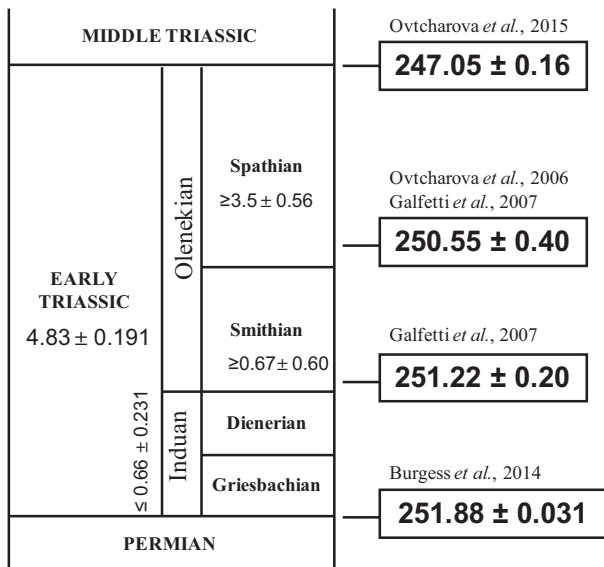 MIDDLE TRIASSIC
EARLY
TRIASSIC
4.83 ± 0.191
Olenekian
Spathian
≥3.5 ± 0.56
Smithian
≥0.67 ± 0.60
≤ 0.66 ± 0.231
Induan
Dienerian
Griesbachian
PERMIAN
Ovtcharova et al., 2015
247.05 ± 0.16
Ovtcharova et al., 2006
Galfetti et al., 2007
250.55 ± 0.40
Galfetti et al., 2007
251.22 ± 0.20
Burgess et al., 2014
251.88 ± 0.031